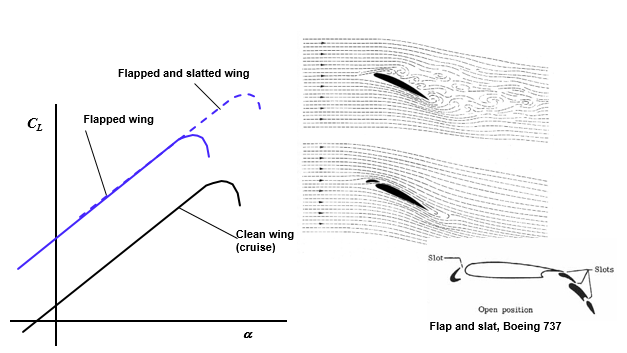 Flapped and slatted wing
C_L
Flapped wing
Clean wing
(cruise)
α
Slot
Slots
Open position
Flap and slat, Boeing 737